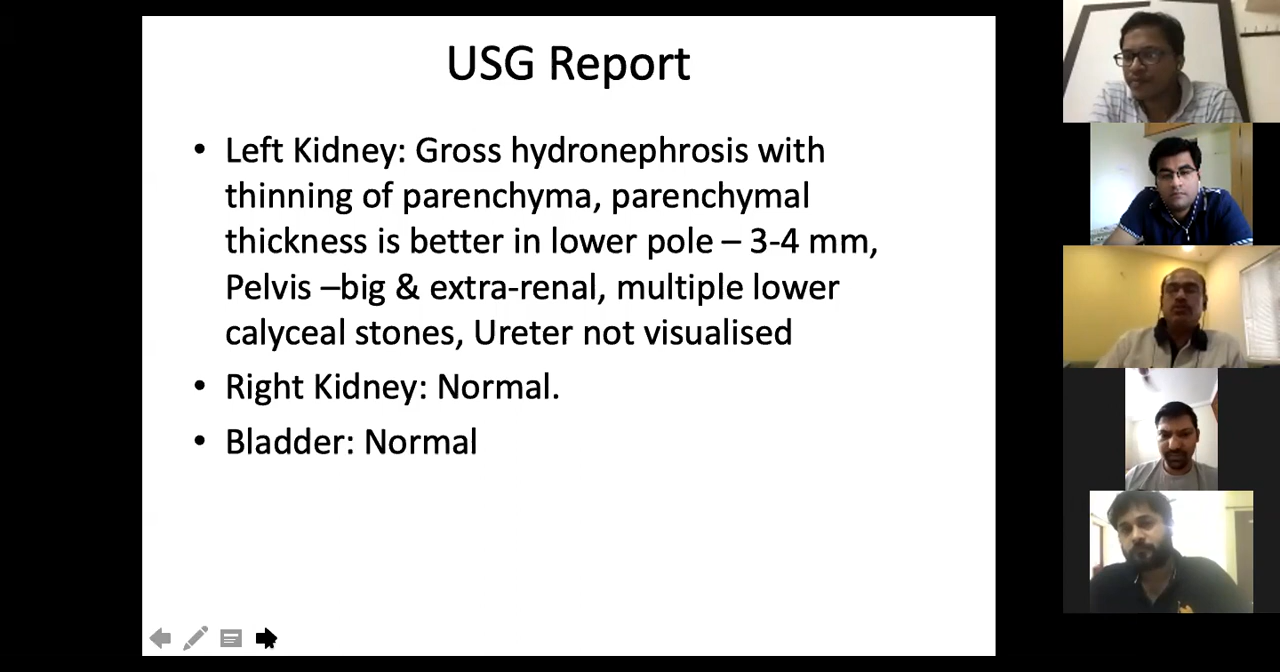 USG Report
• Left Kidney: Gross hydronephrosis with
thinning of parenchyma, parenchymal
thickness is better in lower pole – 3-4 mm,
Pelvis –big & extra-renal, multiple lower
calyceal stones, Ureter not visualised
• Right Kidney: Normal.
• Bladder: Normal